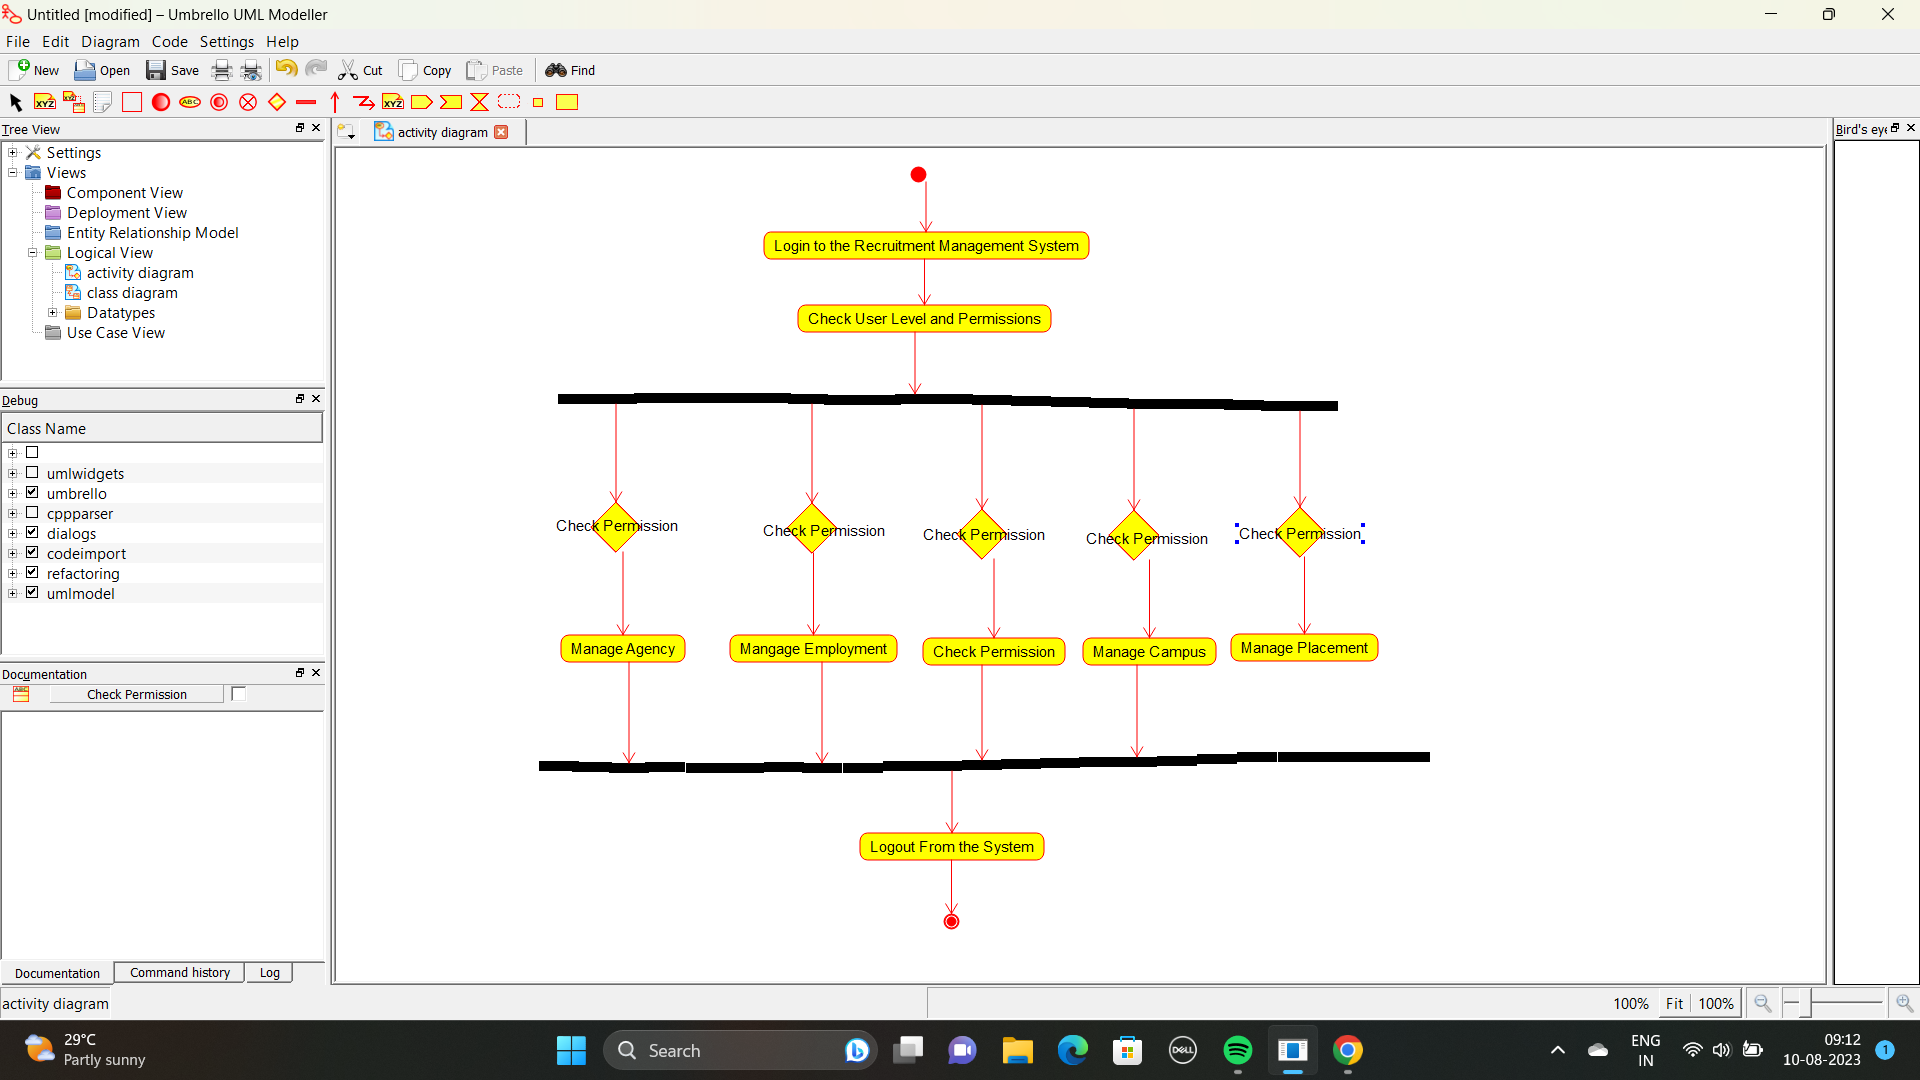 Untitled [modified] – Umbrello UML Modeller
File Edit Diagram Code Settings Help
New Open Save Cut Copy Paste Find
XYZ XYZ ABC XYZ
Tree View
activity diagram
Bird's eye
Settings
Views
Component View
Deployment View
Entity Relationship Model
Logical View
activity diagram
class diagram
Datatypes
Use Case View
Debug
Class Name
umlwidgets
umbrello
cppparser
dialogs
codeimport
refactoring
umlmodel
Documentation
Check Permission
Documentation Command history Log
Login to the Recruitment Management System
Check User Level and Permissions
Check Permission Check Permission Check Permission Check Permission Check Permission
Manage Agency Mangage Employment Check Permission Manage Campus Manage Placement
Logout From the System
activity diagram
100% Fit 100%
29°C
Partly sunny
Search
DELL
ENG
IN
09:12
10-08-2023
1